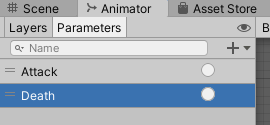 Scene Animator Asset Store
Layers Parameters B
Name
Attack
Death